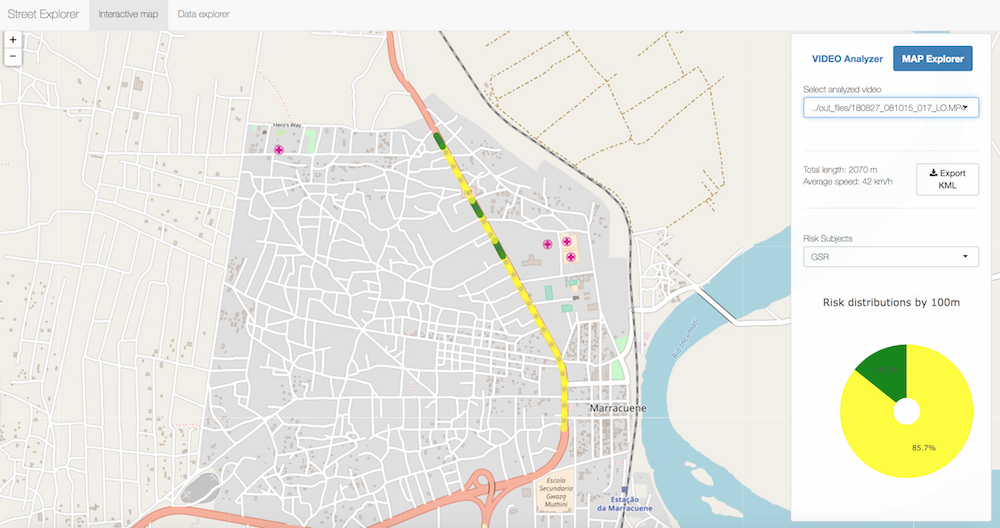 Street Explorer
Interactive map
Data explorer
+
−
Hero's Way
Marracuene
Rio Incomati
Escola
Secundaria
Gwaza
Muthini
Estação
da Marracuene
VIDEO Analyzer
MAP Explorer
Select analyzed video
../out_files/180827_081015_017_LO.MP4
Total length: 2070 m
Average speed: 42 km/h
Export
KML
Risk Subjects
GSR
Risk distributions by 100m
85.7%